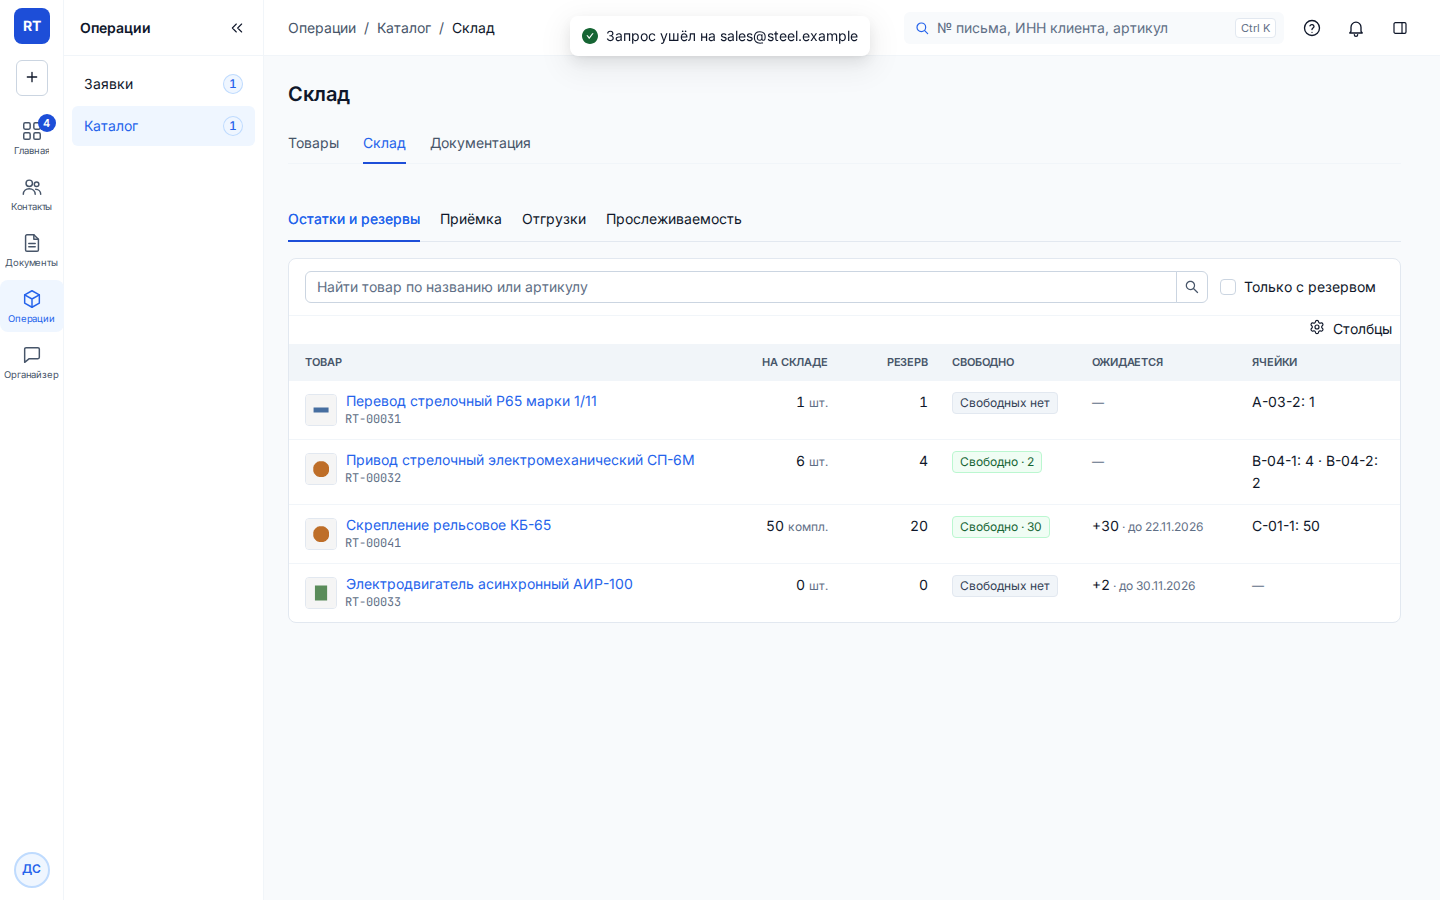 RT
Операции
Операции / Каталог / Склад
Запрос ушёл на sales@steel.example
№ письма, ИНН клиента, артикул
Ctrl K
Заявки 1
Каталог 1
4
Главная
Контакты
Документы
Операции
Органайзер
ДС
Склад
Товары Склад Документация
Остатки и резервы Приёмка Отгрузки Прослеживаемость
Найти товар по названию или артикулу
Только с резервом
Столбцы
ТОВАР НА СКЛАДЕ РЕЗЕРВ СВОБОДНО ОЖИДАЕТСЯ ЯЧЕЙКИ
Перевод стрелочный Р65 марки 1/11 1 шт. 1 Свободных нет — A-03-2: 1
RT-00031
Привод стрелочный электромеханический СП-6М 6 шт. 4 Свободно · 2 — B-04-1: 4 · B-04-2:
2
RT-00032
Скрепление рельсовое КБ-65 50 компл. 20 Свободно · 30 +30 · до 22.11.2026 C-01-1: 50
RT-00041
Электродвигатель асинхронный АИР-100 0 шт. 0 Свободных нет +2 · до 30.11.2026 —
RT-00033